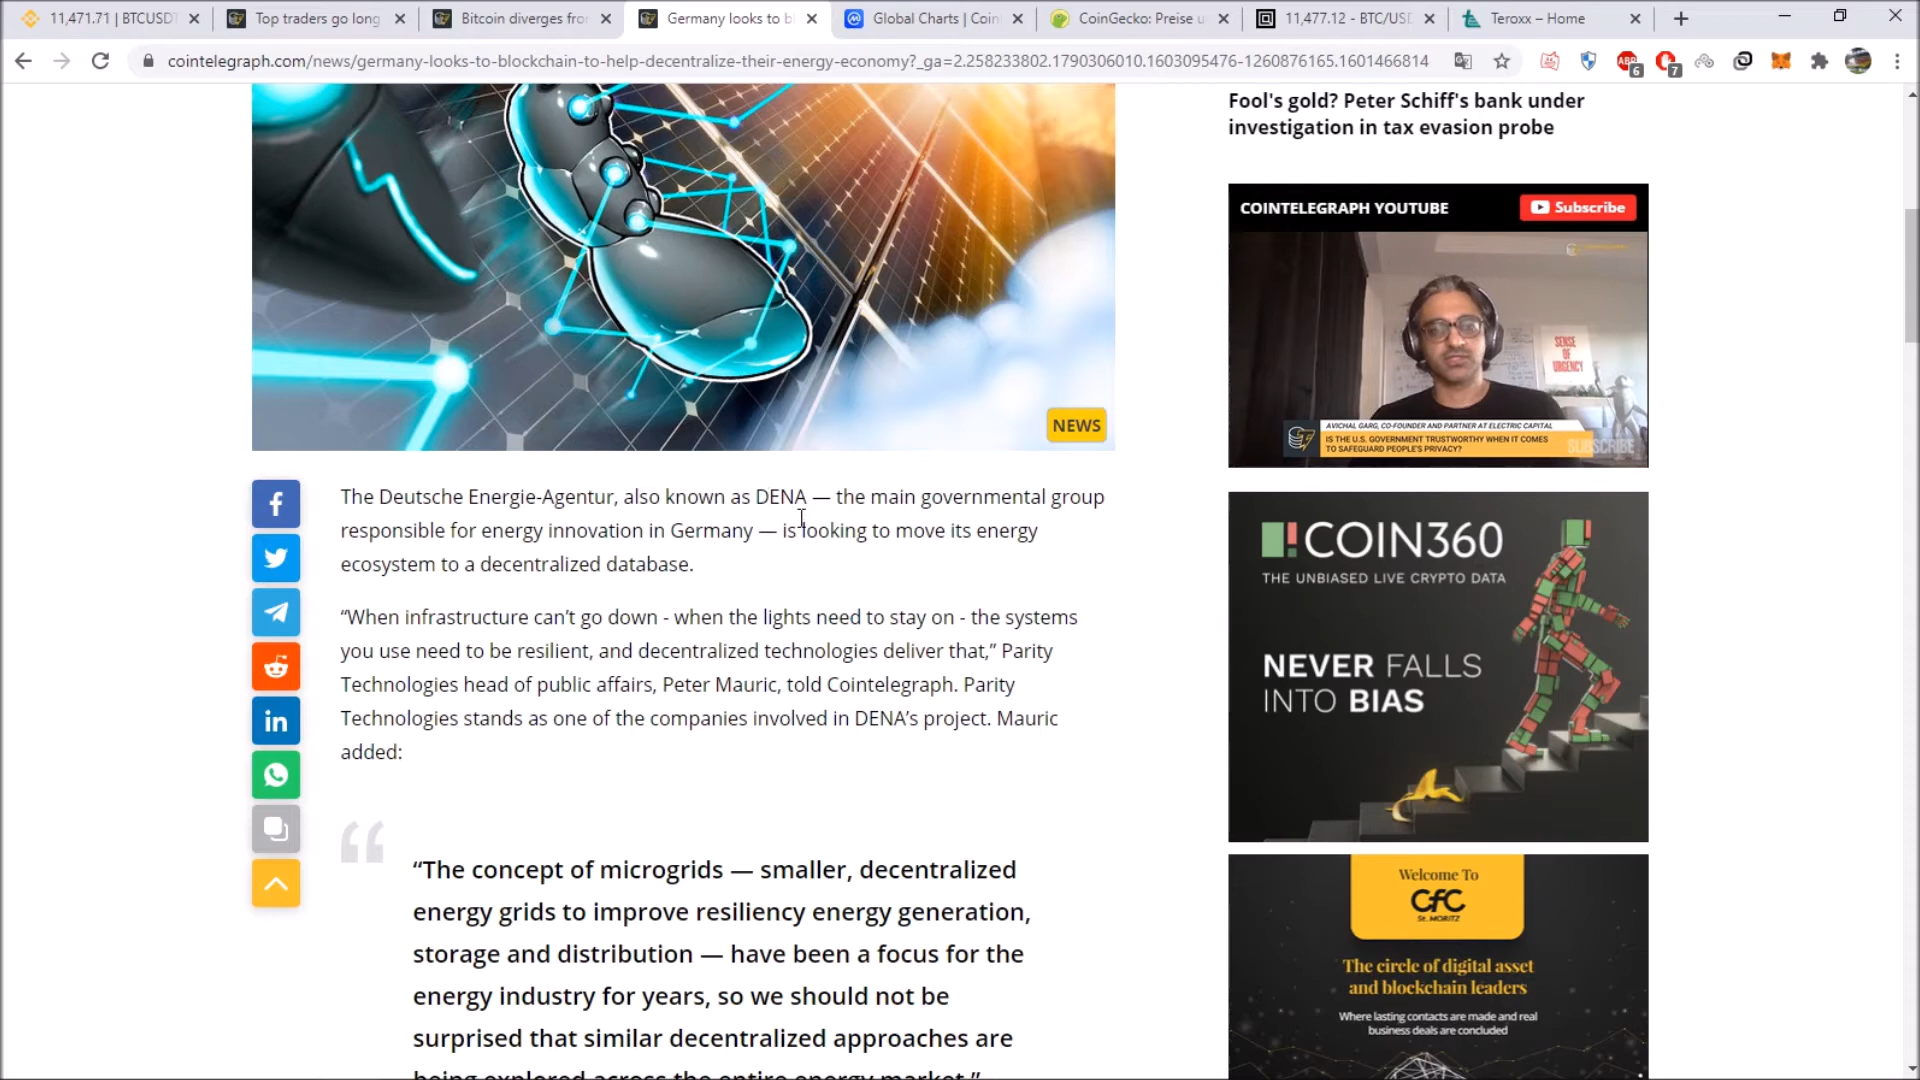 11,471.71 | BTCUSDT
Top traders go long
Bitcoin diverges from
Germany looks to bl
Global Charts | Coin
CoinGecko: Preise u
11,477.12 - BTC/USD
Teroxx – Home
cointelegraph.com/news/germany-looks-to-blockchain-to-help-decentralize-their-energy-economy?_ga=2.258233802.1790306010.1603095476-1260876165.1601466814
ABP
6
7
Fool's gold? Peter Schiff's bank under
investigation in tax evasion probe
COINTELEGRAPH YOUTUBE
Subscribe
SENSE
OF
URGENCY
AVICHAL GARG, CO-FOUNDER AND PARTNER AT ELECTRIC CAPITAL
IS THE U.S. GOVERNMENT TRUSTWORTHY WHEN IT COMES
TO SAFEGUARD PEOPLE'S PRIVACY?
SUBSCRIBE
NEWS
The Deutsche Energie-Agentur, also known as DENA — the main governmental group
responsible for energy innovation in Germany — is looking to move its energy
ecosystem to a decentralized database.
“When infrastructure can’t go down - when the lights need to stay on - the systems
you use need to be resilient, and decentralized technologies deliver that,” Parity
Technologies head of public affairs, Peter Mauric, told Cointelegraph. Parity
Technologies stands as one of the companies involved in DENA’s project. Mauric
added:
“The concept of microgrids — smaller, decentralized
energy grids to improve resiliency energy generation,
storage and distribution — have been a focus for the
energy industry for years, so we should not be
surprised that similar decentralized approaches are
being explored across the entire energy market.”
COIN360
THE UNBIASED LIVE CRYPTO DATA
NEVER FALLS
INTO BIAS
Welcome To
CfC
St. MORITZ
The circle of digital asset
and blockchain leaders
Where lasting contacts are made and real
business deals are concluded